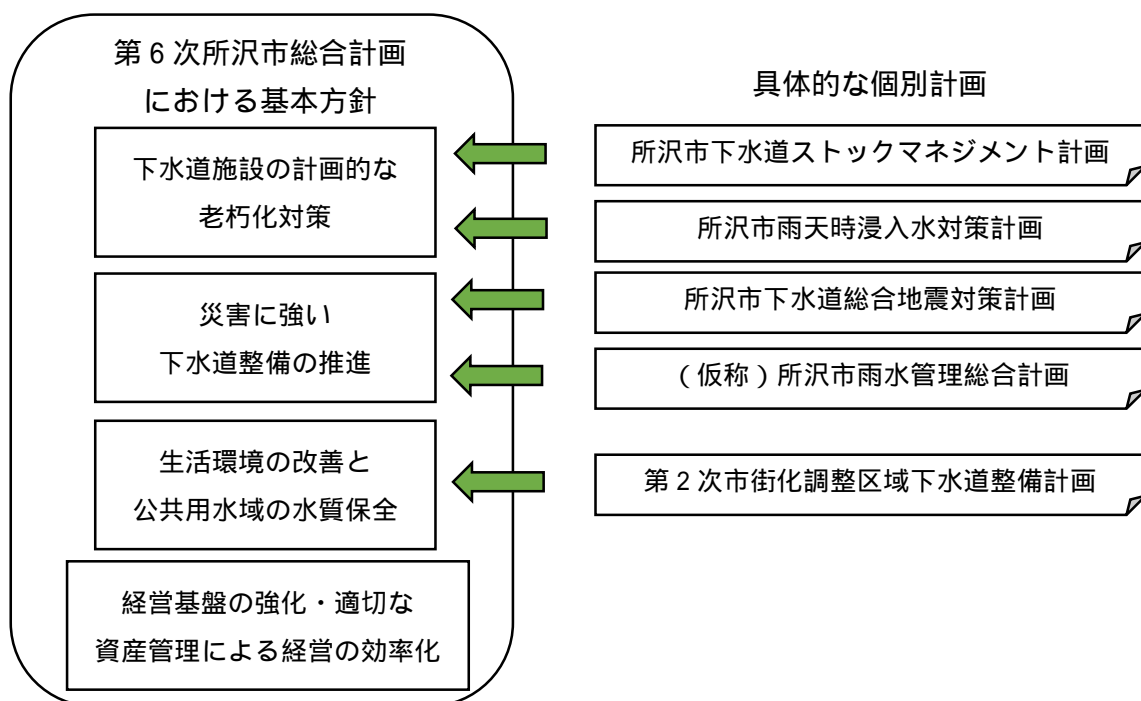 第６次所沢市総合計画
における基本方針
下水道施設の計画的な
老朽化対策
災害に強い
下水道整備の推進
生活環境の改善と
公共用水域の水質保全
経営基盤の強化・適切な
資産管理による経営の効率化
具体的な個別計画
所沢市下水道ストックマネジメント計画
所沢市雨天時浸入水対策計画
所沢市下水道総合地震対策計画
（仮称）所沢市雨水管理総合計画
第２次市街化調整区域下水道整備計画